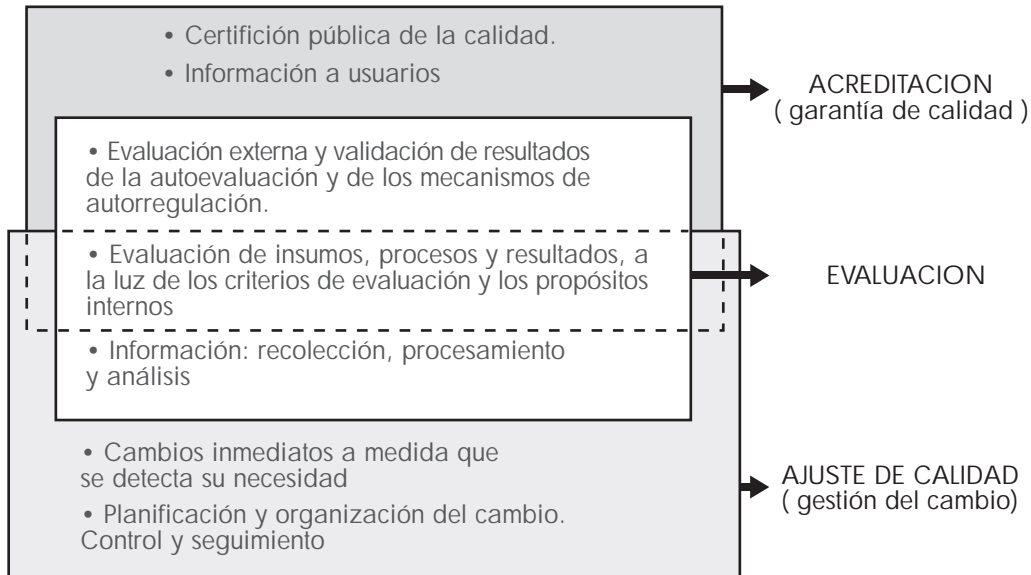 • Certifición pública de la calidad.
• Información a usuarios
ACREDITACION
( garantía de calidad )
• Evaluación externa y validación de resultados
de la autoevaluación y de los mecanismos de
autorregulación.
• Evaluación de insumos, procesos y resultados, a
la luz de los criterios de evaluación y los propósitos
internos
EVALUACION
• Información: recolección, procesamiento
y análisis
• Cambios inmediatos a medida que
se detecta su necesidad
• Planificación y organización del cambio.
Control y seguimiento
AJUSTE DE CALIDAD
( gestión del cambio)